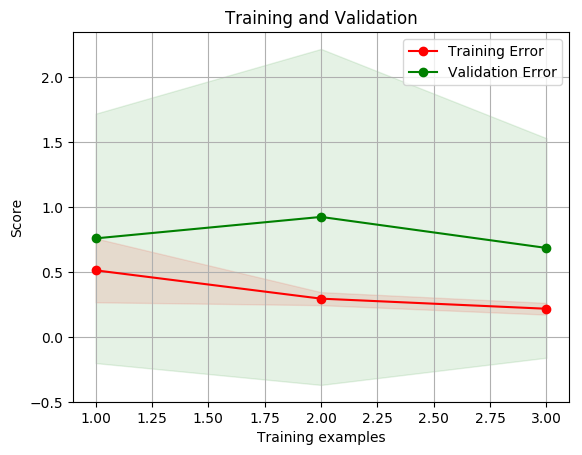 Training and Validation
Training Error
Validation Error
2.0
1.5
1.0
0.5
0.0
−0.5
Score
1.00 1.25 1.50 1.75 2.00 2.25 2.50 2.75 3.00
Training examples